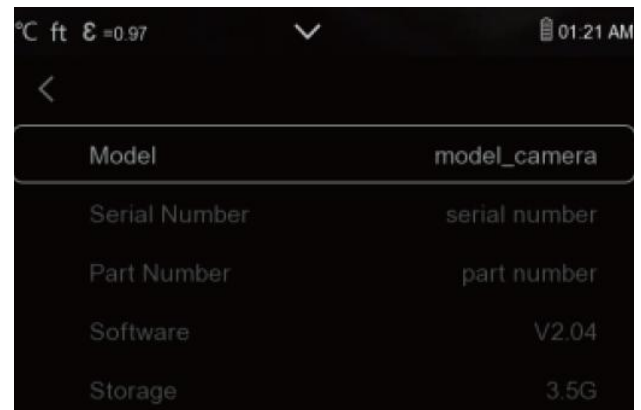 °C ft ε =0.97 01:21 AM
Model model_camera
Serial Number serial number
Part Number part number
Software V2.04
Storage 3.5G